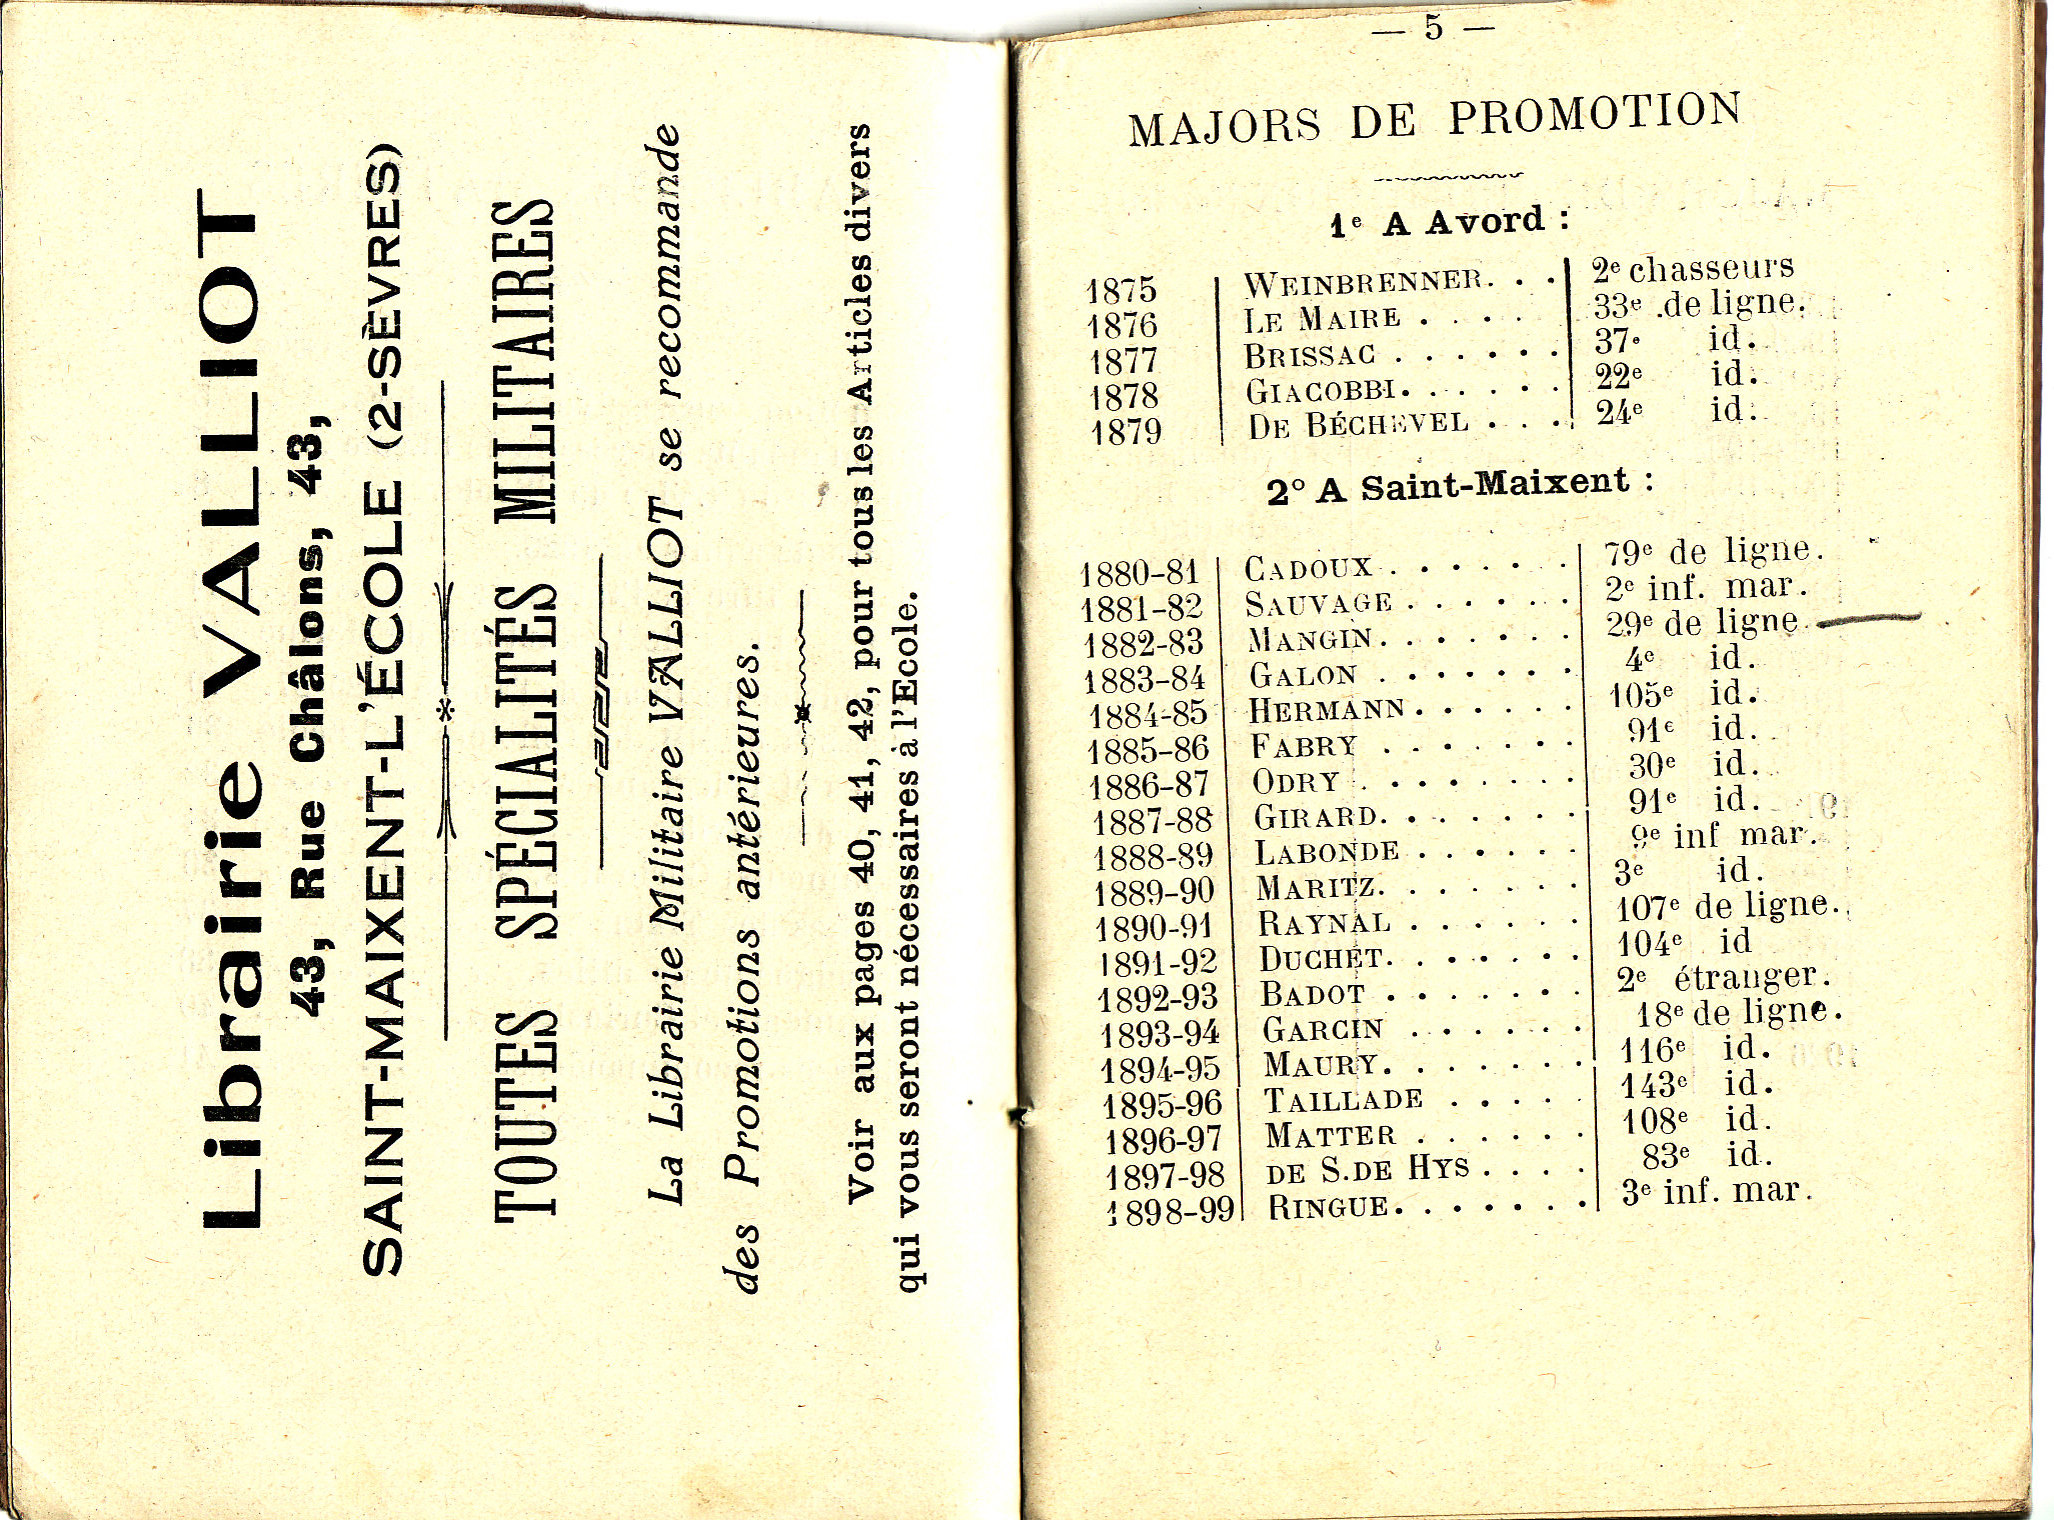 Librairie VALLIOT
43, Rue Châlons, 43,
SAINT-MAIXENT-L'ÉCOLE (2-SÈVRES)
TOUTES SPÉCIALITÉS MILITAIRES
La Librairie Militaire VALLIOT se recommande
des Promotions antérieures.
Voir aux pages 40, 41, 42, pour tous les Articles divers
qui vous seront nécessaires à l'Ecole.
— 5 —
MAJORS DE PROMOTION
1e A Avord :
1875 WEINBRENNER. . . 2e chasseurs
1876 LE MAIRE . . . . 33e de ligne.
1877 BRISSAC . . . . . . 37e id.
1878 GIACOBBI. . . . . . 22e id.
1879 DE BÉCHEVEL . . . 24e id.
2° A Saint-Maixent :
1880-81 CADOUX . . . . . . 79e de ligne.
1881-82 SAUVAGE . . . . . . 2e inf. mar.
1882-83 MANGIN. . . . . . . 29e de ligne
1883-84 GALON . . . . . . . 4e id.
1884-85 HERMANN. . . . . . 105e id.
1885-86 FABRY . . . . . . . 91e id.
1886-87 ODRY . . . . . . . 30e id.
1887-88 GIRARD. . . . . . . 91e id.
1888-89 LABONDE . . . . . . 9e inf mar.
1889-90 MARITZ. . . . . . . 3e id.
1890-91 RAYNAL . . . . . . 107e de ligne.
1891-92 DUCHET. . . . . . . 104e id
1892-93 BADOT . . . . . . . 2e étranger.
1893-94 GARCIN . . . . . . 18e de ligne.
1894-95 MAURY. . . . . . . 116e id.
1895-96 TAILLADE . . . . . 143e id.
1896-97 MATTER . . . . . . 108e id.
1897-98 DE S.DE HYS . . . . 83e id.
1898-99 RINGUE. . . . . . . 3e inf. mar.